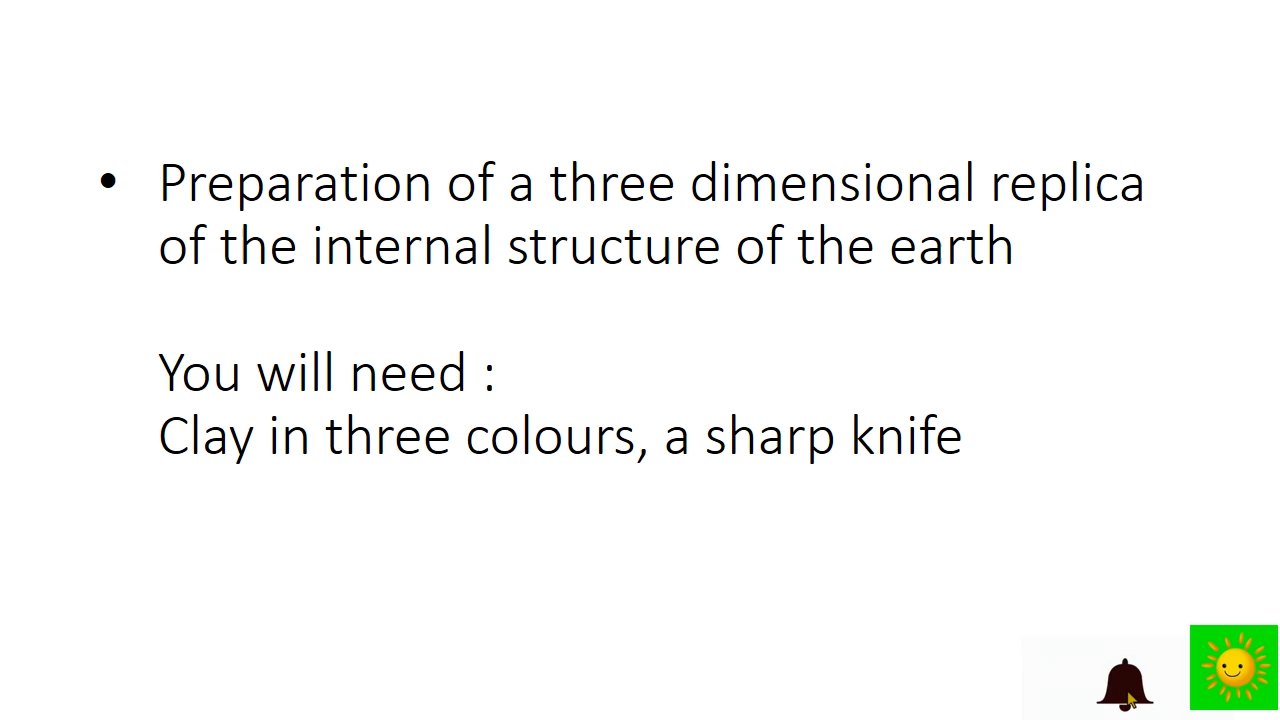 • Preparation of a three dimensional replica
of the internal structure of the earth
You will need :
Clay in three colours, a sharp knife